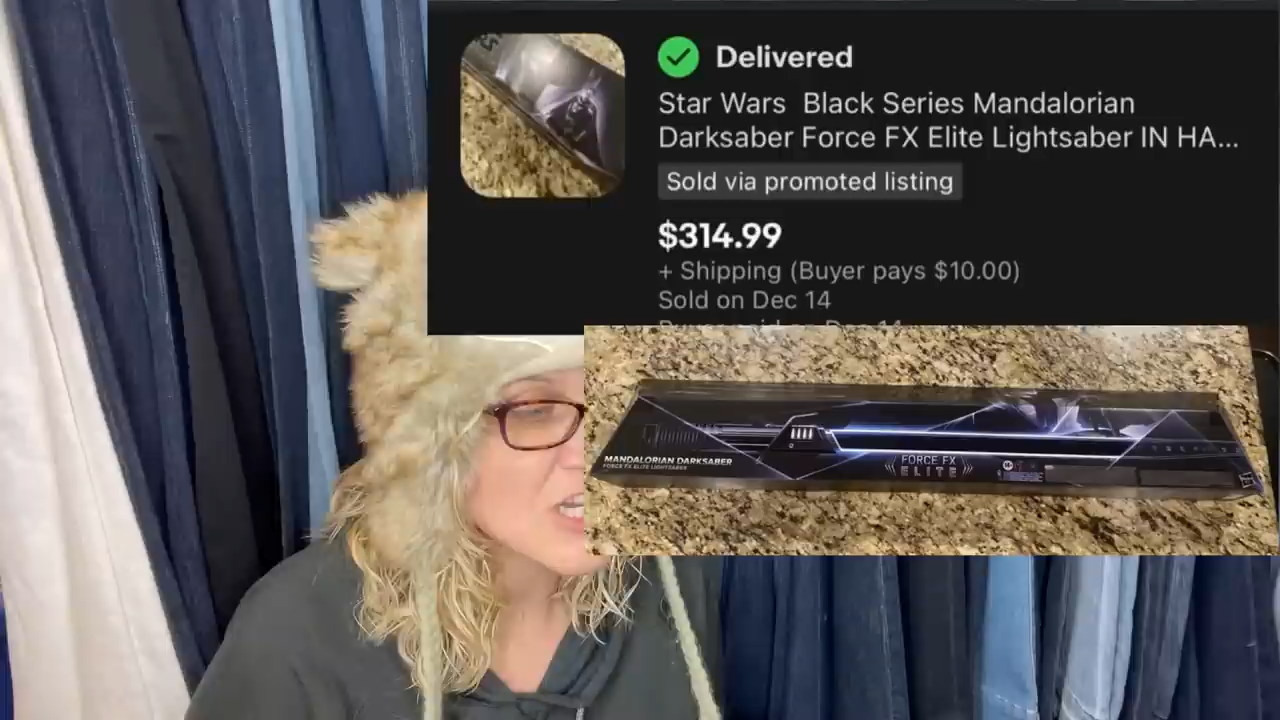 Delivered
Star Wars Black Series Mandalorian
Darksaber Force FX Elite Lightsaber IN HA...
Sold via promoted listing
$314.99
+ Shipping (Buyer pays $10.00)
Sold on Dec 14
MANDALORIAN DARKSABER
FORCE FX ELITE LIGHTSABER
FORCE FX
ELITE